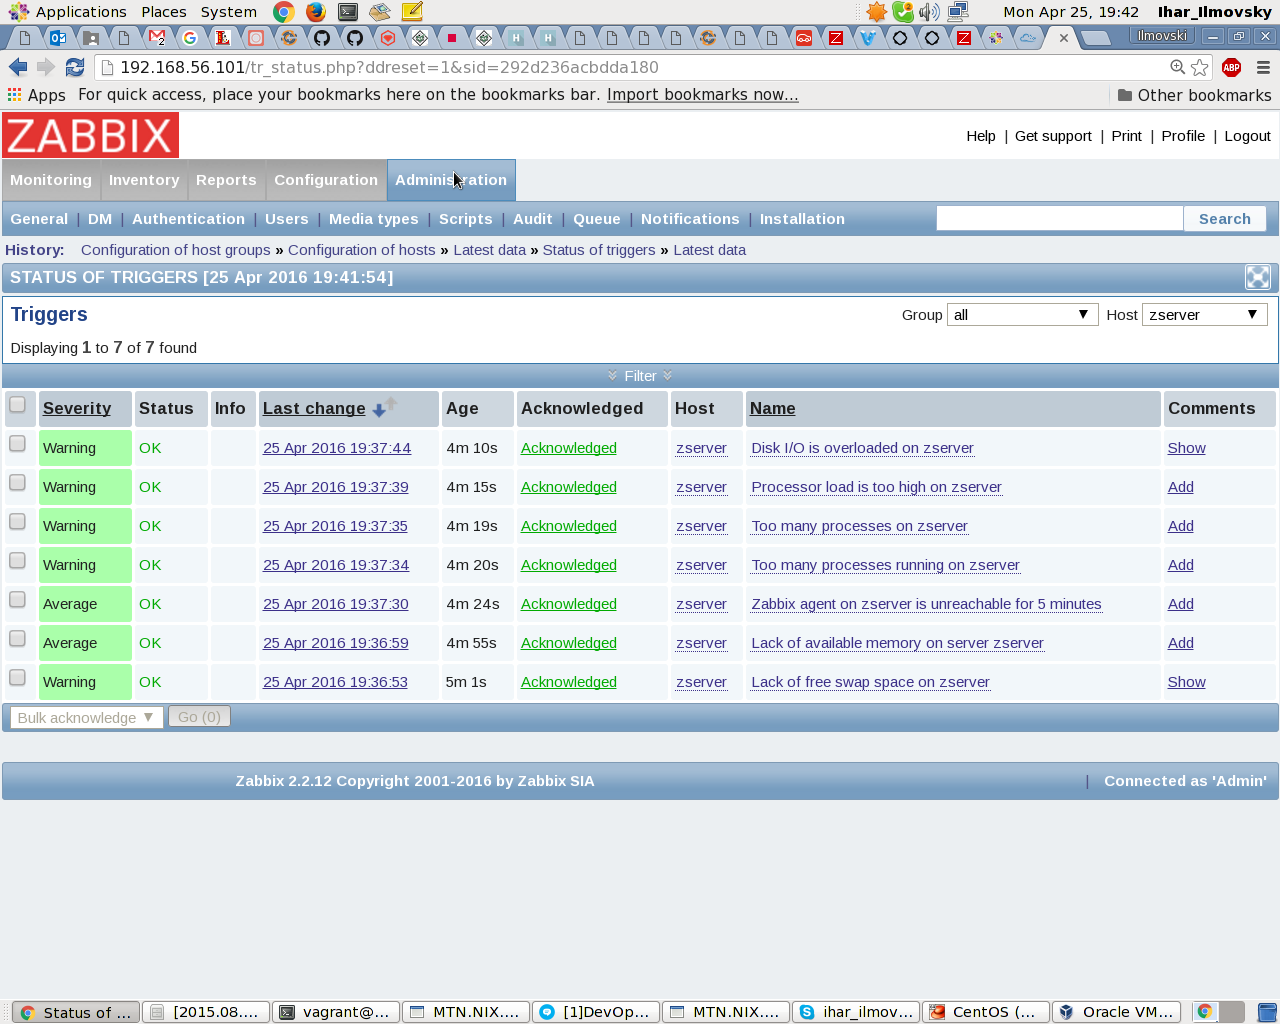 Applications Places System Mon Apr 25, 19:42 Ihar_Ilmovsky
Ilmovski
192.168.56.101/tr_status.php?ddreset=1&sid=292d236acbdda180 ABP
Apps For quick access, place your bookmarks here on the bookmarks bar. Import bookmarks now... Other bookmarks
ZABBIX
Help | Get support | Print | Profile | Logout
Monitoring Inventory Reports Configuration Administration
General | DM | Authentication | Users | Media types | Scripts | Audit | Queue | Notifications | Installation Search
History: Configuration of host groups » Configuration of hosts » Latest data » Status of triggers » Latest data
STATUS OF TRIGGERS [25 Apr 2016 19:41:54]
Triggers Group all Host zserver
Displaying 1 to 7 of 7 found
Filter
Severity Status Info Last change Age Acknowledged Host Name Comments
Warning OK 25 Apr 2016 19:37:44 4m 10s Acknowledged zserver Disk I/O is overloaded on zserver Show
Warning OK 25 Apr 2016 19:37:39 4m 15s Acknowledged zserver Processor load is too high on zserver Add
Warning OK 25 Apr 2016 19:37:35 4m 19s Acknowledged zserver Too many processes on zserver Add
Warning OK 25 Apr 2016 19:37:34 4m 20s Acknowledged zserver Too many processes running on zserver Add
Average OK 25 Apr 2016 19:37:30 4m 24s Acknowledged zserver Zabbix agent on zserver is unreachable for 5 minutes Add
Average OK 25 Apr 2016 19:36:59 4m 55s Acknowledged zserver Lack of available memory on server zserver Add
Warning OK 25 Apr 2016 19:36:53 5m 1s Acknowledged zserver Lack of free swap space on zserver Show
Bulk acknowledge Go (0)
Zabbix 2.2.12 Copyright 2001-2016 by Zabbix SIA | Connected as 'Admin'
Status of ... [2015.08.... vagrant@... MTN.NIX.... [1]DevOp... MTN.NIX.... ihar_ilmov... CentOS (... Oracle VM...